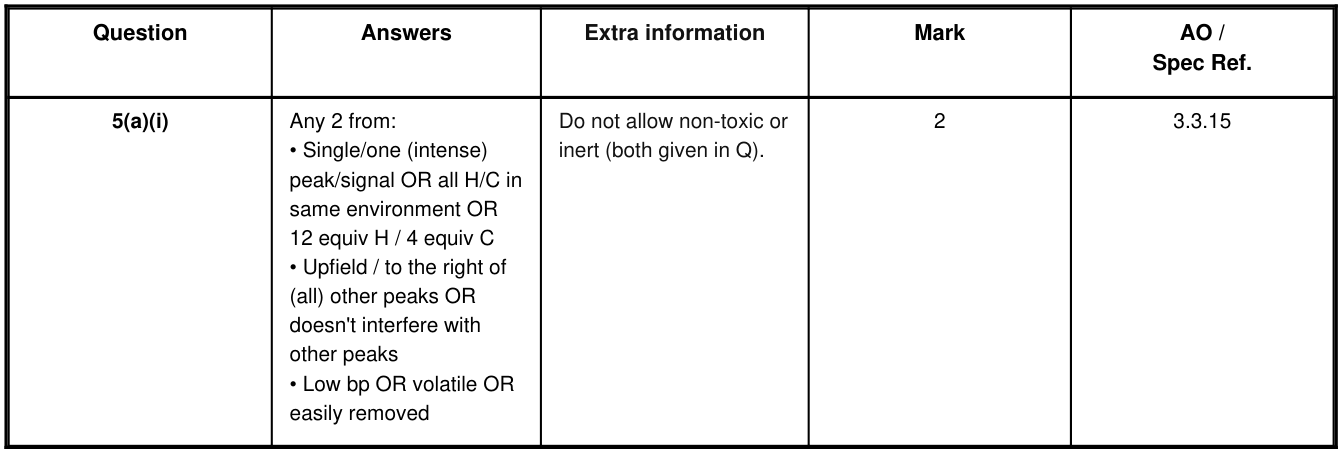 Question Answers Extra information Mark AO /
Spec Ref.
5(a)(i)
Any 2 from:
• Single/one (intense)
peak/signal OR all H/C in
same environment OR
12 equiv H / 4 equiv C
• Upfield / to the right of
(all) other peaks OR
doesn't interfere with
other peaks
• Low bp OR volatile OR
easily removed
Do not allow non-toxic or
inert (both given in Q).
2
3.3.15